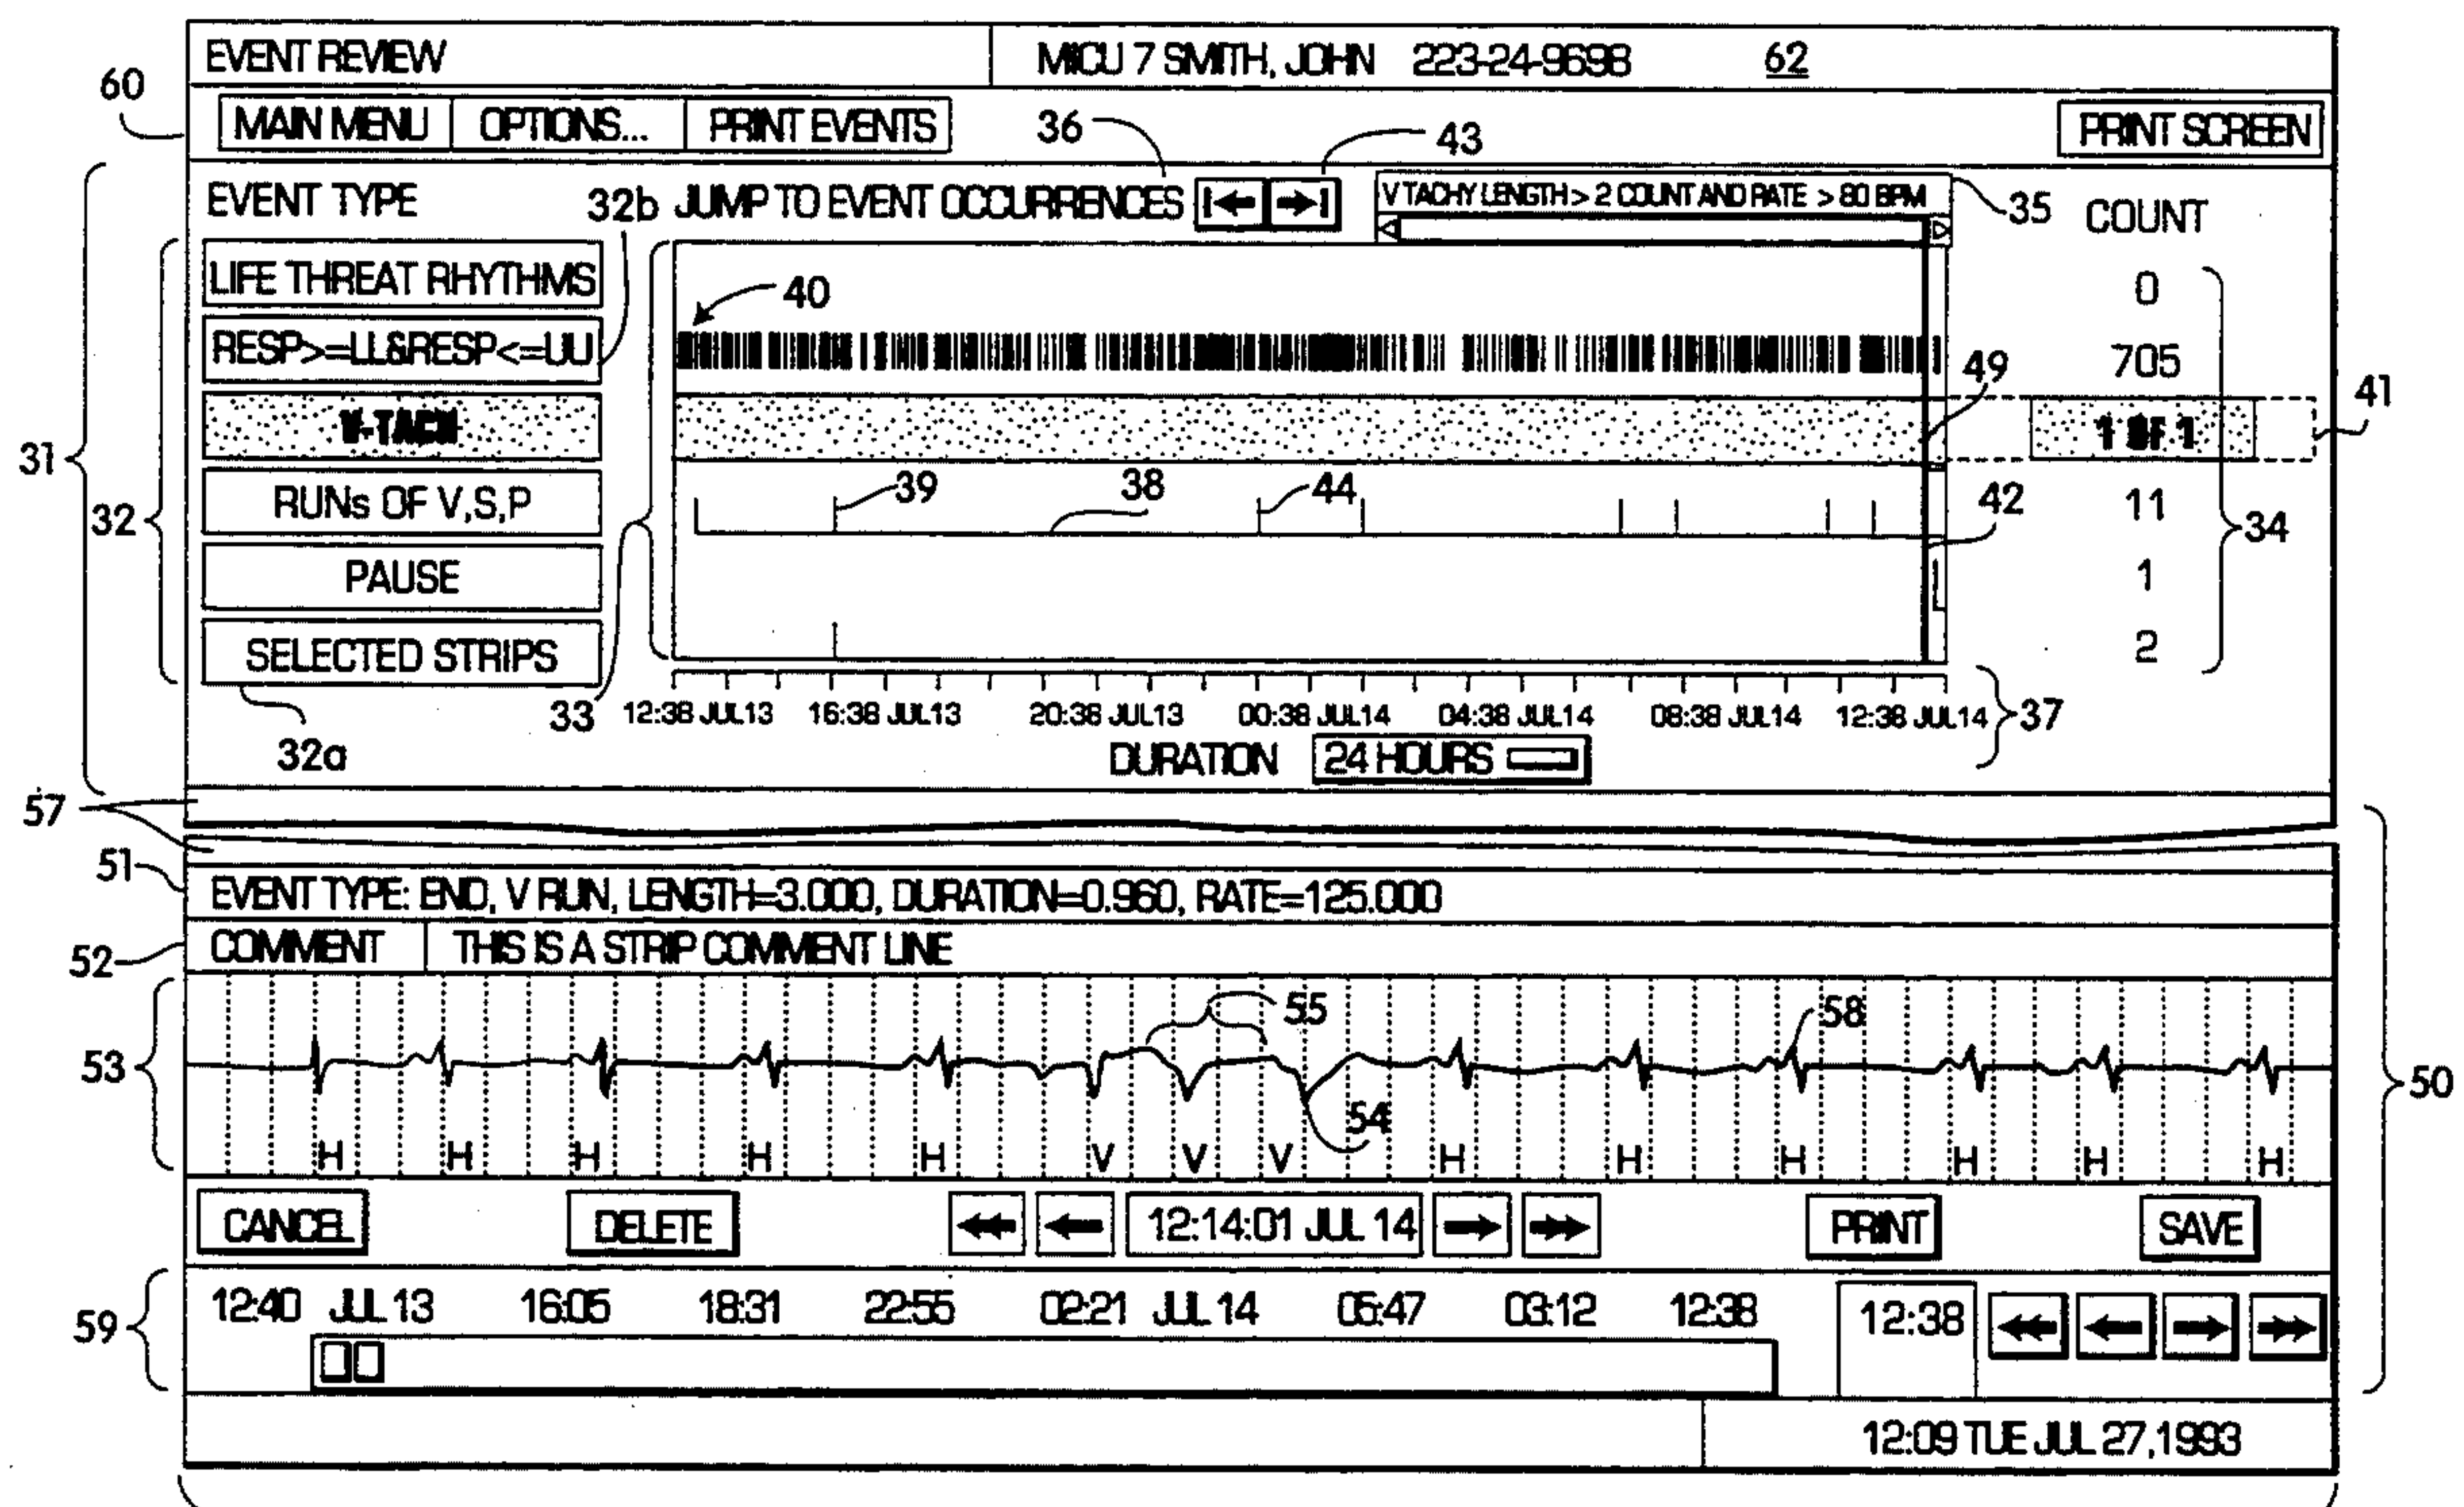 EVENT REVIEW MICU 7 SMITH, JOHN 223-24-9698 62
60
MAIN MENU OPTIONS... PRINT EVENTS 36 43 PRINT SCREEN
EVENT TYPE 32b JUMP TO EVENT OCCURRENCES V TACHY LENGTH > 2 COUNT AND RATE > 80 BPM 35 COUNT
LIFE THREAT RHYTHMS 40 0
RESP>=LL&RESP<=UU 49 705
V-TACH 1 OF 1 41
31
RUNs OF V,S,P 39 38 44 42 11
32 34
PAUSE 1
SELECTED STRIPS 2
33 12:38 JUL13 16:38 JUL13 20:38 JUL13 00:38 JUL14 04:38 JUL14 08:38 JUL14 12:38 JUL14 37
32a DURATION 24 HOURS
57
51 EVENT TYPE: END, V RUN, LENGTH=3.000, DURATION=0.960, RATE=125.000
52 COMMENT THIS IS A STRIP COMMENT LINE
55 58
53 50
54
H H H H H V V V H H H H H H
CANCEL DELETE 12:14:01 JUL 14 PRINT SAVE
59 12:40 JUL 13 16:05 18:31 22:55 02:21 JUL 14 05:47 03:12 12:38 12:38
12:09 TUE JUL 27,1993